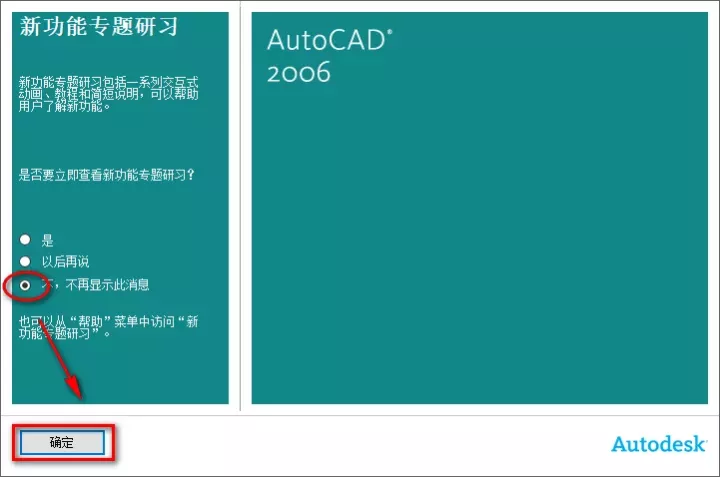 新功能专题研习
新功能专题研习包括一系列交互式
动画、教程和简短说明，可以帮助
用户了解新功能。
是否要立即查看新功能专题研习？
是
以后再说
不，不再显示此消息
也可以从“帮助”菜单中访问“新
功能专题研习”。
确定
AutoCAD®
2006
Autodesk